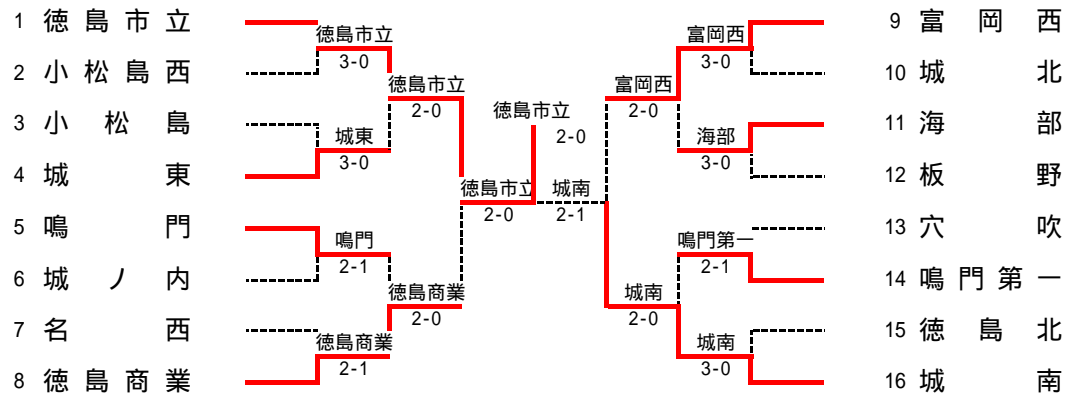 1 徳島市立
2 小松島西
3 小松島
4 城東
5 鳴門
6 城ノ内
7 名西
8 徳島商業
徳島市立
3-0
城東
3-0
鳴門
2-1
徳島商業
2-1
徳島市立
2-0
徳島商業
2-0
徳島市立
2-0
徳島市立
2-0
城南
2-1
富岡西
2-0
城南
2-0
富岡西
3-0
海部
3-0
鳴門第一
2-1
城南
3-0
9 富岡西
10 城北
11 海部
12 板野
13 穴吹
14 鳴門第一
15 徳島北
16 城南